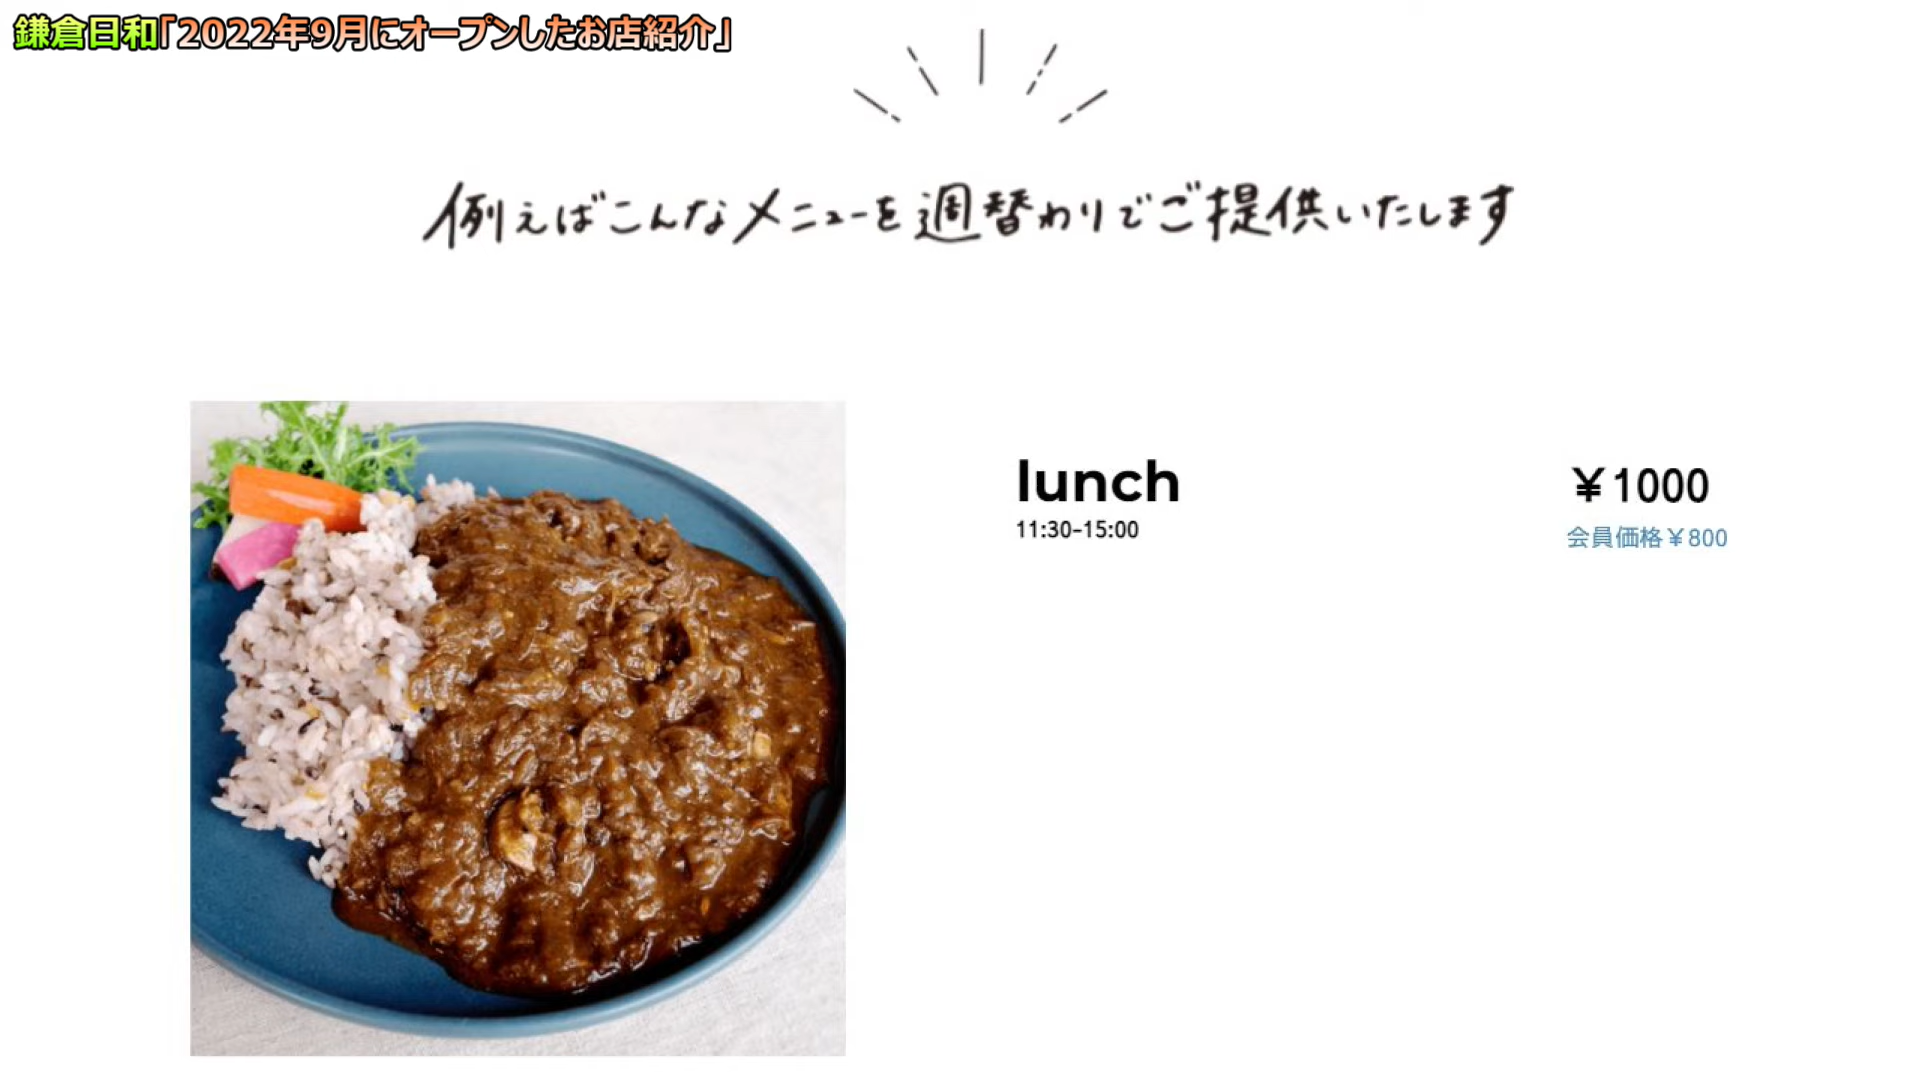 鎌倉日和「2022年9月にオープンしたお店紹介」
例えばこんなメニューを週替わりでご提供いたします
lunch
11:30-15:00
￥1000
会員価格￥800